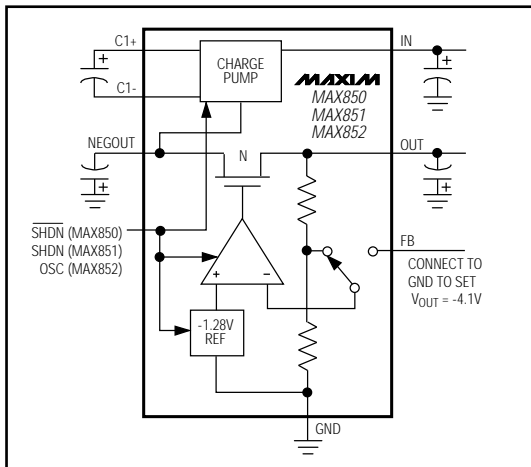 C1+
C1-
CHARGE
PUMP
IN
MAXIM
MAX850
MAX851
MAX852
NEGOUT
N
OUT
+
+
+
+
SHDN (MAX850)
SHDN (MAX851)
OSC (MAX852)
+
-
FB
CONNECT TO
GND TO SET
VOUT = -4.1V
-1.28V
REF
GND